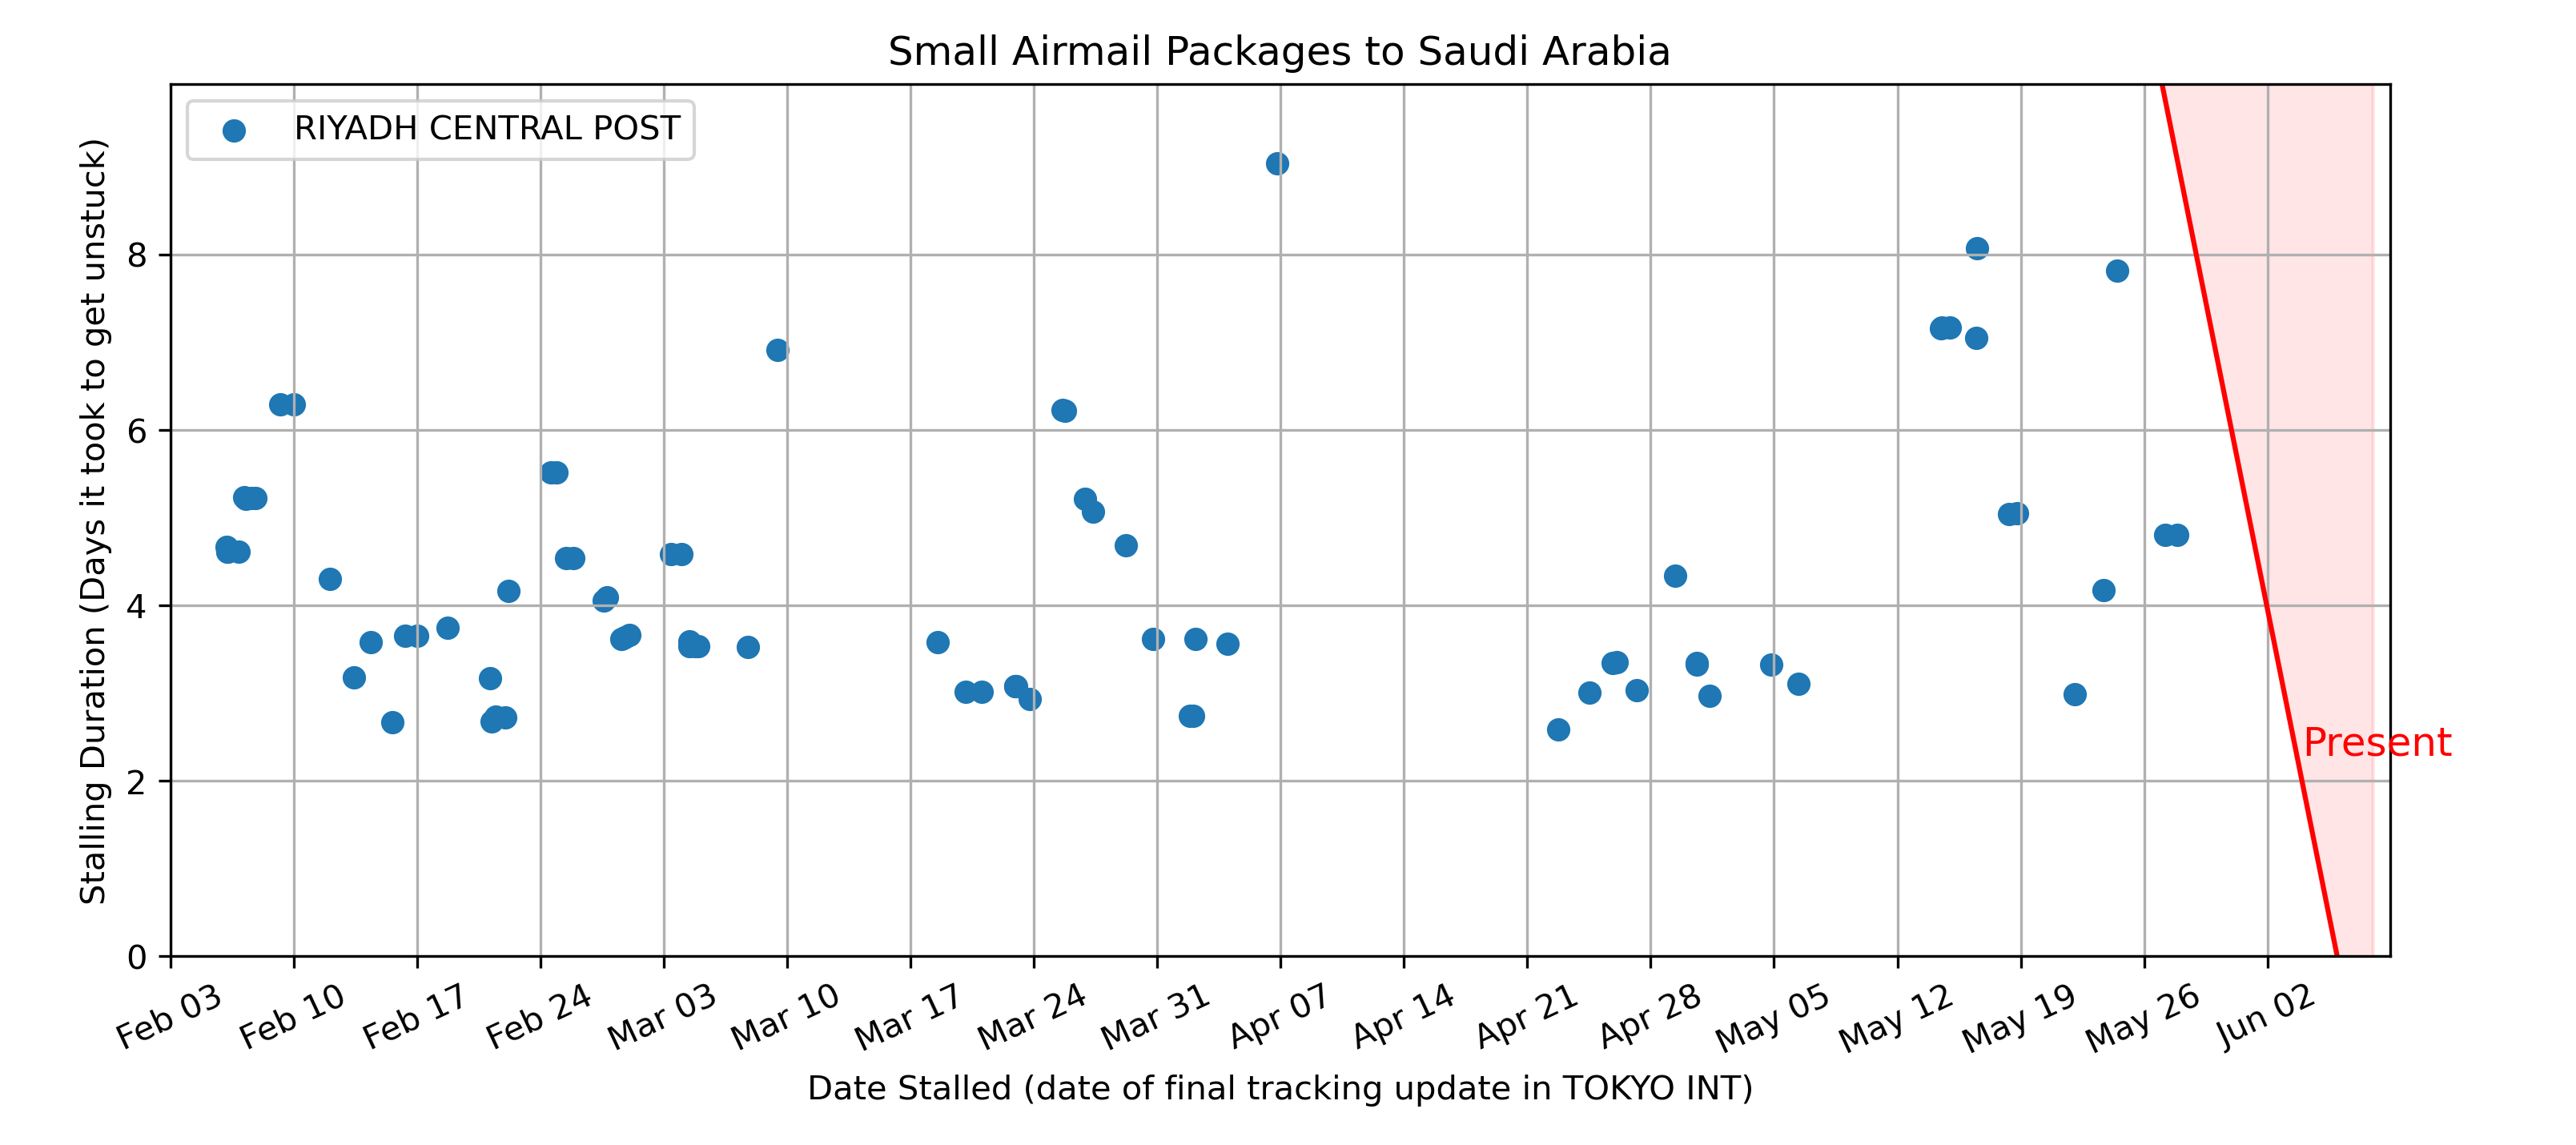 Small Airmail Packages to Saudi Arabia
RIYADH CENTRAL POST
Stalling Duration (Days it took to get unstuck)
8
6
4
2
0
Present
Feb 03
Feb 10
Feb 17
Feb 24
Mar 03
Mar 10
Mar 17
Mar 24
Mar 31
Apr 07
Apr 14
Apr 21
Apr 28
May 05
May 12
May 19
May 26
Jun 02
Date Stalled (date of final tracking update in TOKYO INT)